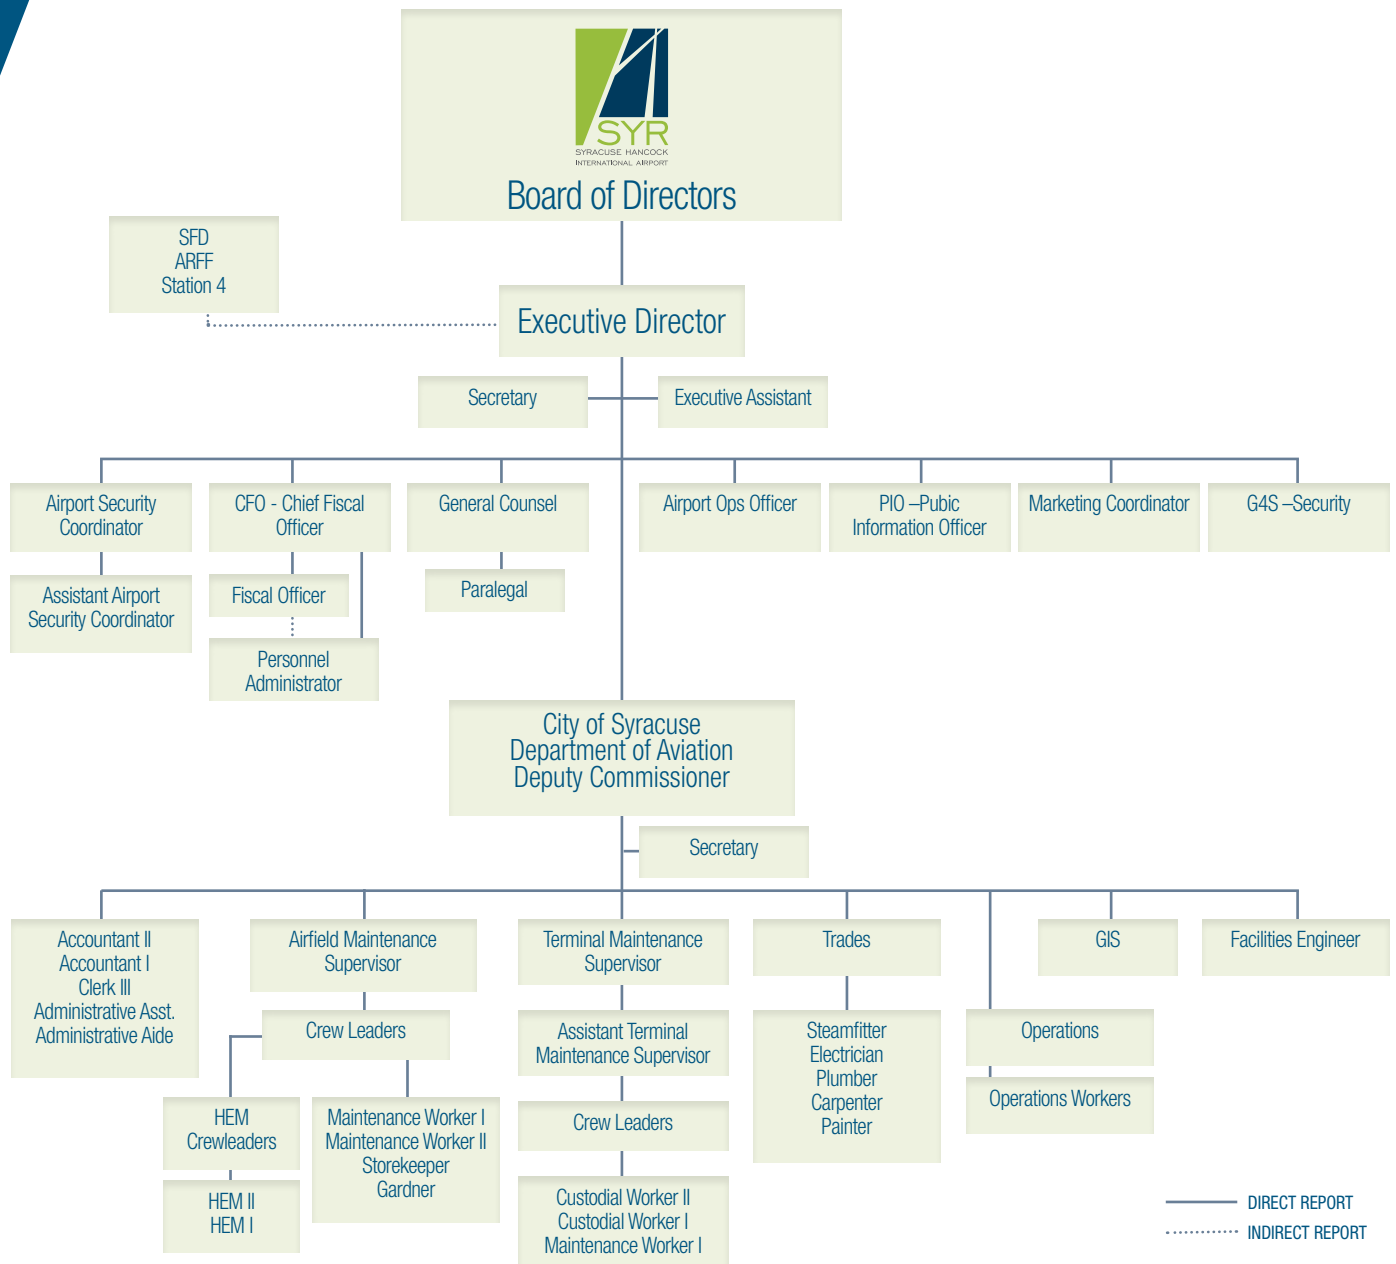 SYR
SYRACUSE HANCOCK
INTERNATIONAL AIRPORT
Board of Directors
SFD
ARFF
Station 4
Executive Director
Secretary
Executive Assistant
Airport Security
Coordinator
CFO - Chief Fiscal
Officer
General Counsel
Airport Ops Officer
PIO –Pubic
Information Officer
Marketing Coordinator
G4S –Security
Assistant Airport
Security Coordinator
Fiscal Officer
Paralegal
Personnel
Administrator
City of Syracuse
Department of Aviation
Deputy Commissioner
Secretary
Accountant II
Accountant I
Clerk III
Administrative Asst.
Administrative Aide
Airfield Maintenance
Supervisor
Terminal Maintenance
Supervisor
Trades
GIS
Facilities Engineer
Crew Leaders
Assistant Terminal
Maintenance Supervisor
Steamfitter
Electrician
Plumber
Carpenter
Painter
Operations
Operations Workers
HEM
Crewleaders
Maintenance Worker I
Maintenance Worker II
Storekeeper
Gardner
Crew Leaders
HEM II
HEM I
Custodial Worker II
Custodial Worker I
Maintenance Worker I
DIRECT REPORT
INDIRECT REPORT